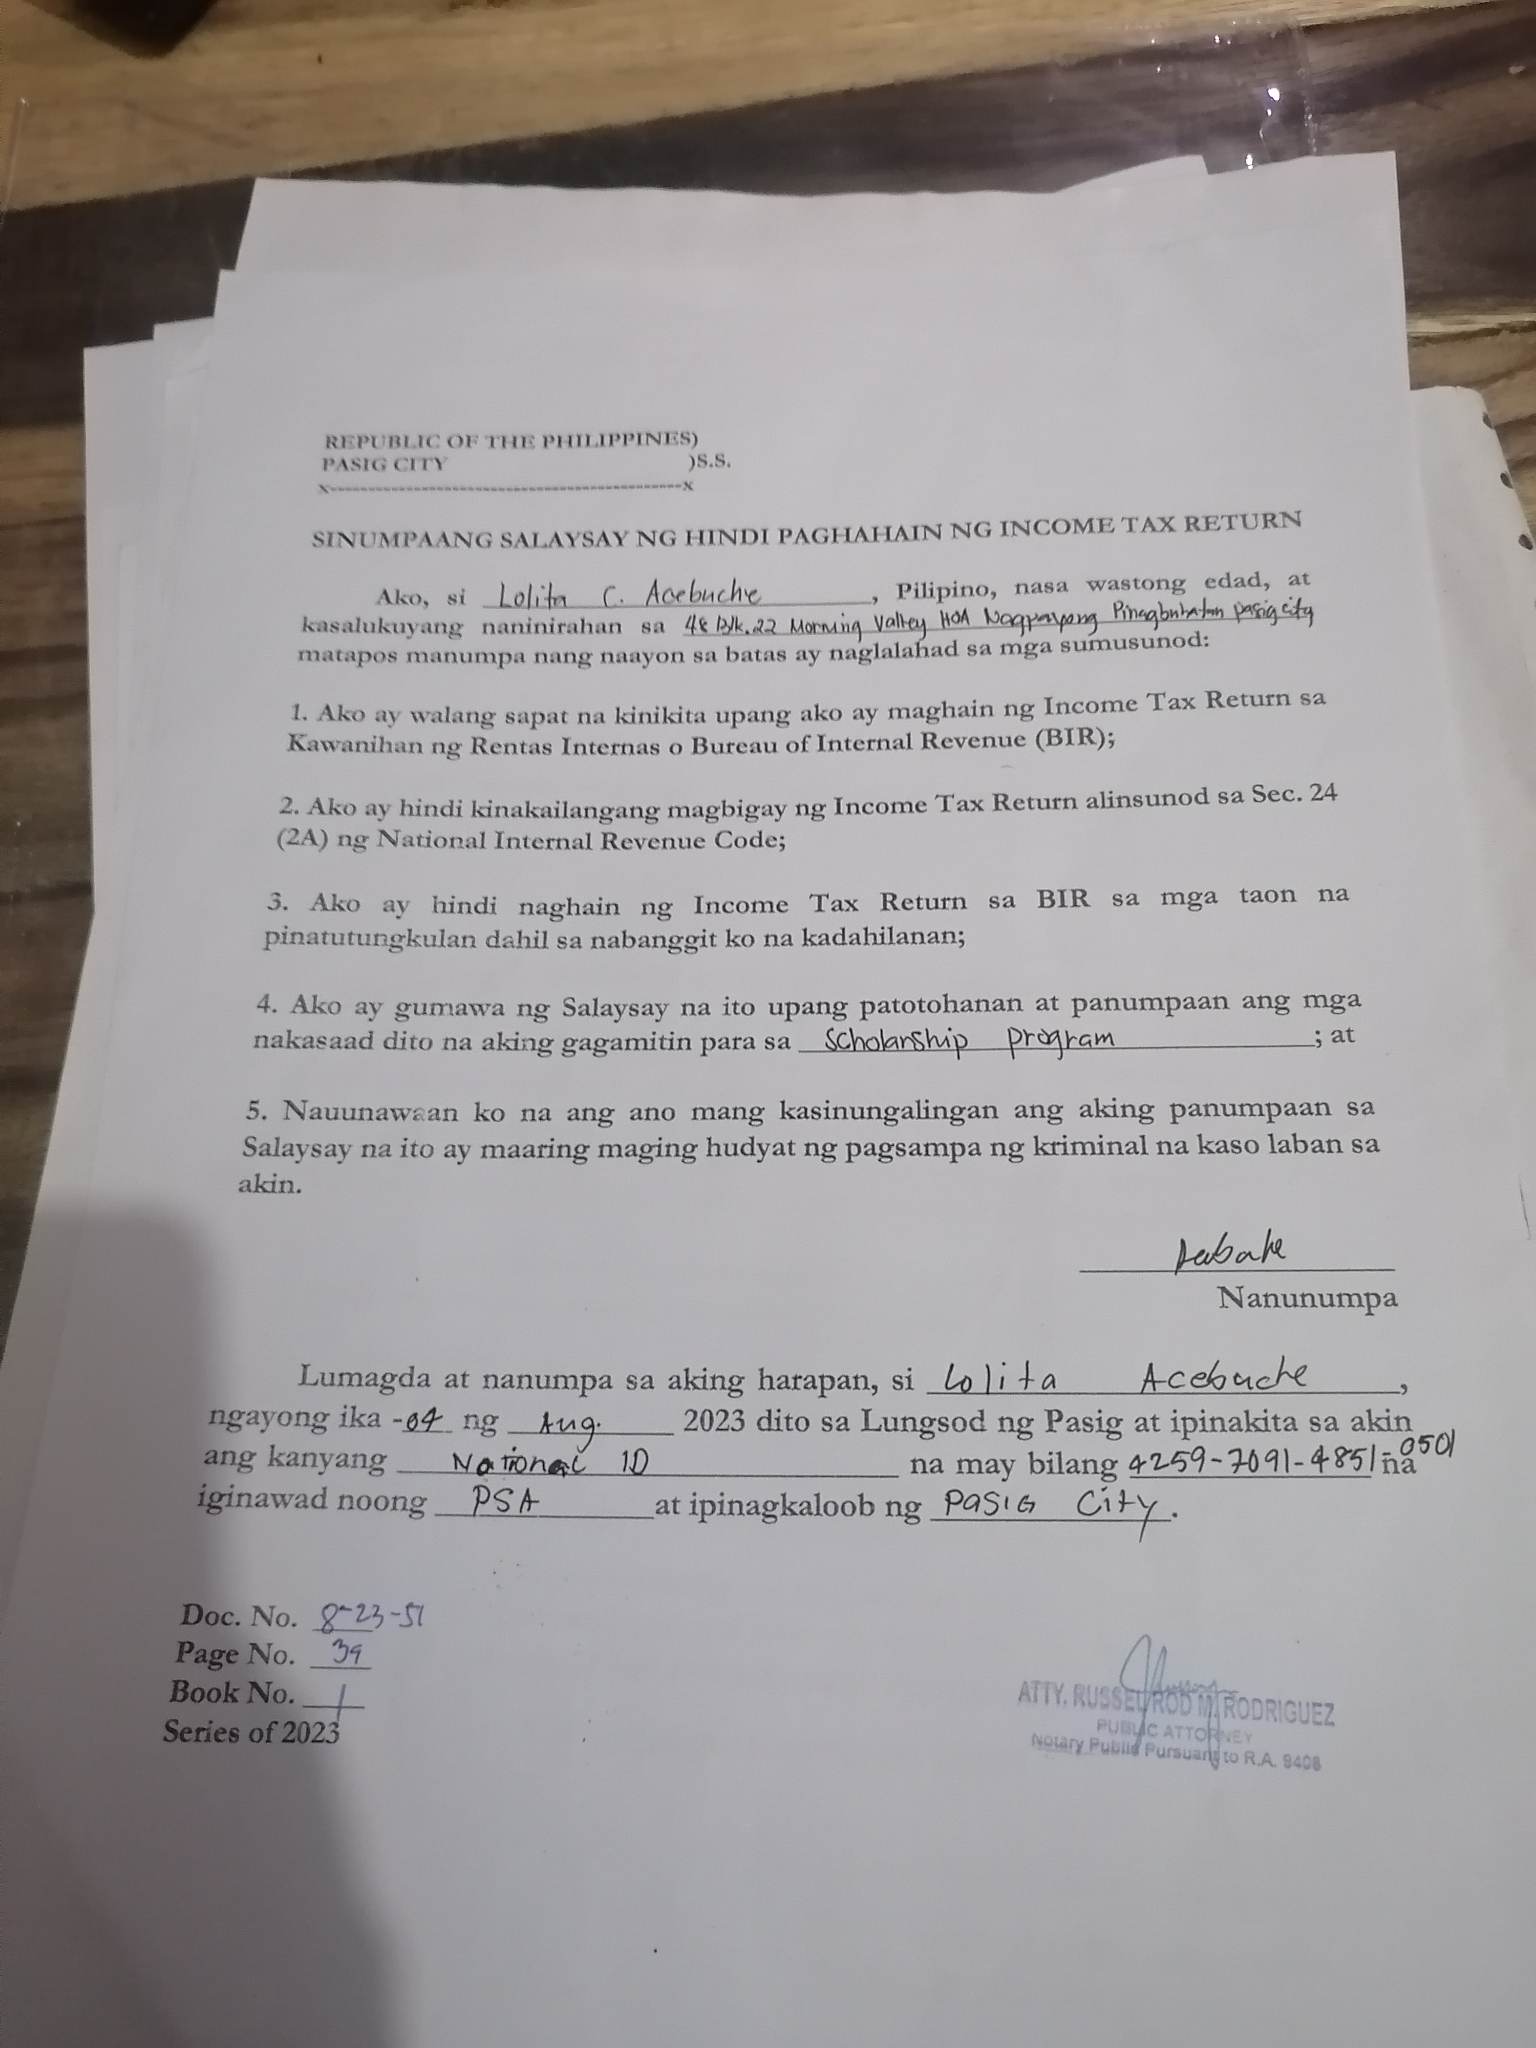 REPUBLIC OF THE PHILIPPINES)
PASIG CITY )S.S.
x----------------------------------------------x
SINUMPAANG SALAYSAY NG HINDI PAGHAHAIN NG INCOME TAX RETURN
Ako, si Lolita C. Acebuche, Pilipino, nasa wastong edad, at
kasalukuyang naninirahan sa 48 Blk.22 Morning Valley HOA Nagpayong Pinagbuhatan pasig city
matapos manumpa nang naayon sa batas ay naglalahad sa mga sumusunod:
1. Ako ay walang sapat na kinikita upang ako ay maghain ng Income Tax Return sa
Kawanihan ng Rentas Internas o Bureau of Internal Revenue (BIR);
2. Ako ay hindi kinakailangang magbigay ng Income Tax Return alinsunod sa Sec. 24
(2A) ng National Internal Revenue Code;
3. Ako ay hindi naghain ng Income Tax Return sa BIR sa mga taon na
pinatutungkulan dahil sa nabanggit ko na kadahilanan;
4. Ako ay gumawa ng Salaysay na ito upang patotohanan at panumpaan ang mga
nakasaad dito na aking gagamitin para sa Scholarship program ; at
5. Nauunawaan ko na ang ano mang kasinungalingan ang aking panumpaan sa
Salaysay na ito ay maaring maging hudyat ng pagsampa ng kriminal na kaso laban sa
akin.
Nanunumpa
Lumagda at nanumpa sa aking harapan, si Lolita Acebuche,
ngayong ika -04 ng Aug. 2023 dito sa Lungsod ng Pasig at ipinakita sa akin
ang kanyang National ID na may bilang 4259-7091-4851-0501 na
iginawad noong PSA at ipinagkaloob ng PASIG City.
Doc. No. 8-23-51
Page No. 39
Book No. 1
Series of 2023
ATTY. RUSSEL ROD M. RODRIGUEZ
PUBLIC ATTORNEY
Notary Public Pursuant to R.A. 9406